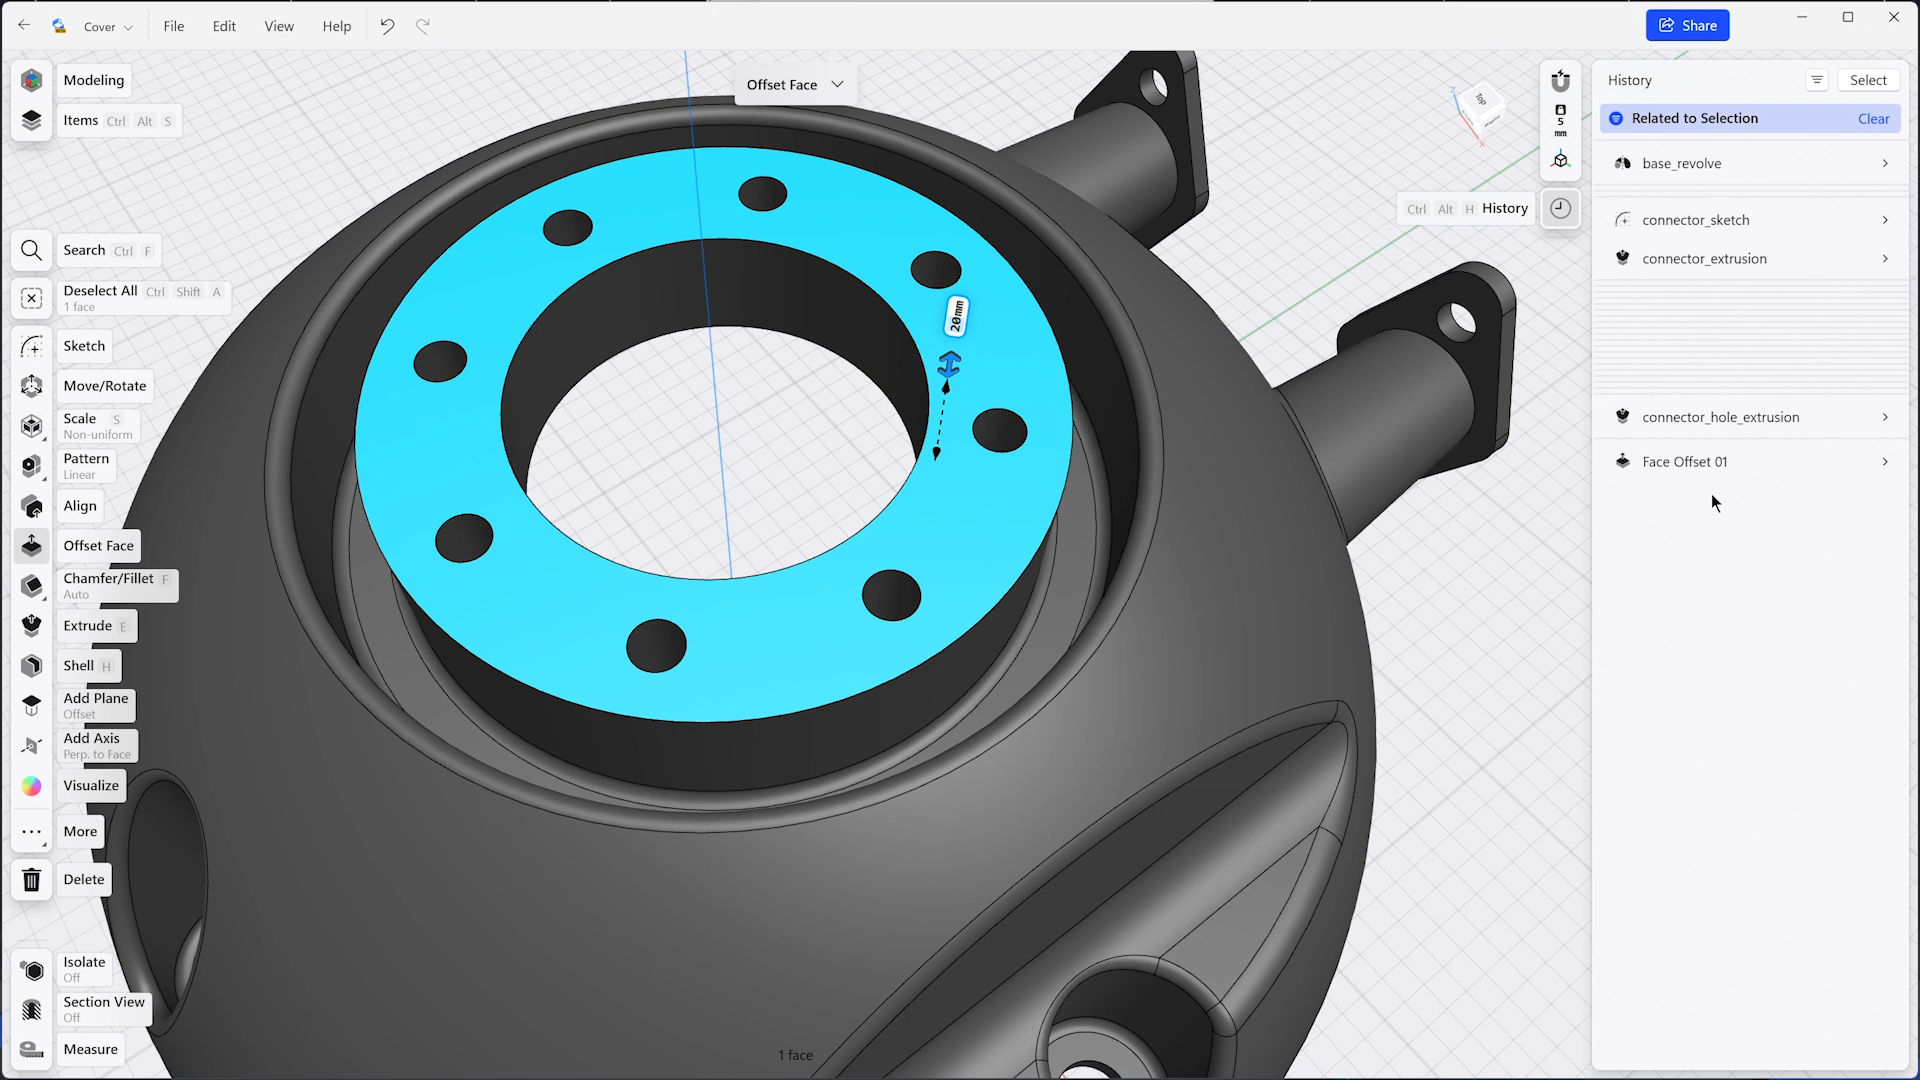 Cover
File
Edit
View
Help
Share
Modeling
Items Ctrl Alt S
Search Ctrl F
Deselect All Ctrl Shift A
1 face
Sketch
Move/Rotate
Scale S
Non-uniform
Pattern
Linear
Align
Offset Face
Chamfer/Fillet F
Auto
Extrude E
Shell H
Add Plane
Offset
Add Axis
Perp. to Face
Visualize
More
Delete
Isolate
Off
Section View
Off
Measure
Offset Face
20mm
1 face
Top
5
mm
Ctrl Alt H History
History
Select
Related to Selection
Clear
base_revolve
connector_sketch
connector_extrusion
connector_hole_extrusion
Face Offset 01